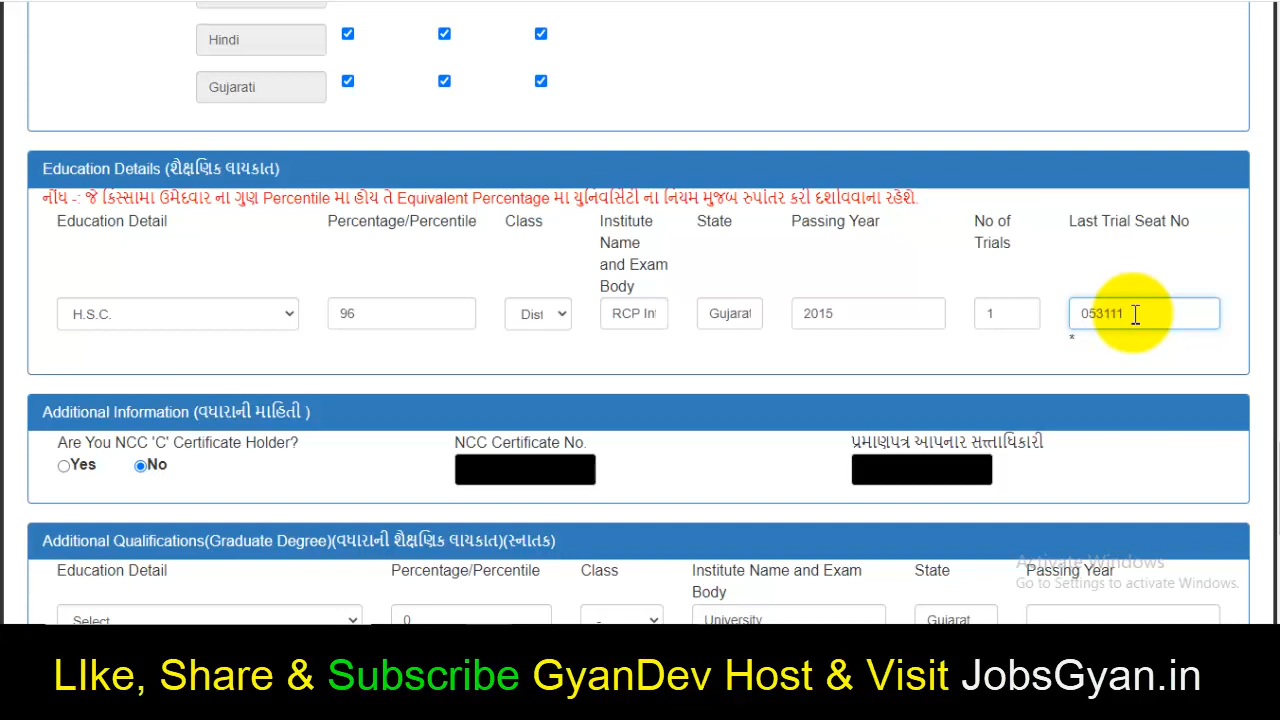 Hindi
Gujarati
Education Details (શૈક્ષણિક લાયકાત)
નોંધ -: જે કિસ્સામા ઉમેદવાર ના ગુણ Percentile મા હોય તે Equivalent Percentage મા યુનિવર્સિટી ના નિયમ મુજબ રુપાંતર કરી દર્શાવવાના રહેશે.
Education Detail Percentage/Percentile Class Institute Name and Exam Body State Passing Year No of Trials Last Trial Seat No
H.S.C. 96 Dist RCP Int Gujarat 2015 1 053111
*
Additional Information (વધારાની માહિતી )
Are You NCC 'C' Certificate Holder? NCC Certificate No. પ્રમાણપત્ર આપનાર સત્તાધિકારી
Yes No
Additional Qualifications(Graduate Degree)(વધારાની શૈક્ષણિક લાયકાત)(સ્નાતક)
Education Detail Percentage/Percentile Class Institute Name and Exam Body State Passing Year
Select 0 - University Gujarat
Activate Windows
Go to Settings to activate Windows.
LIke, Share & Subscribe GyanDev Host & Visit JobsGyan.in